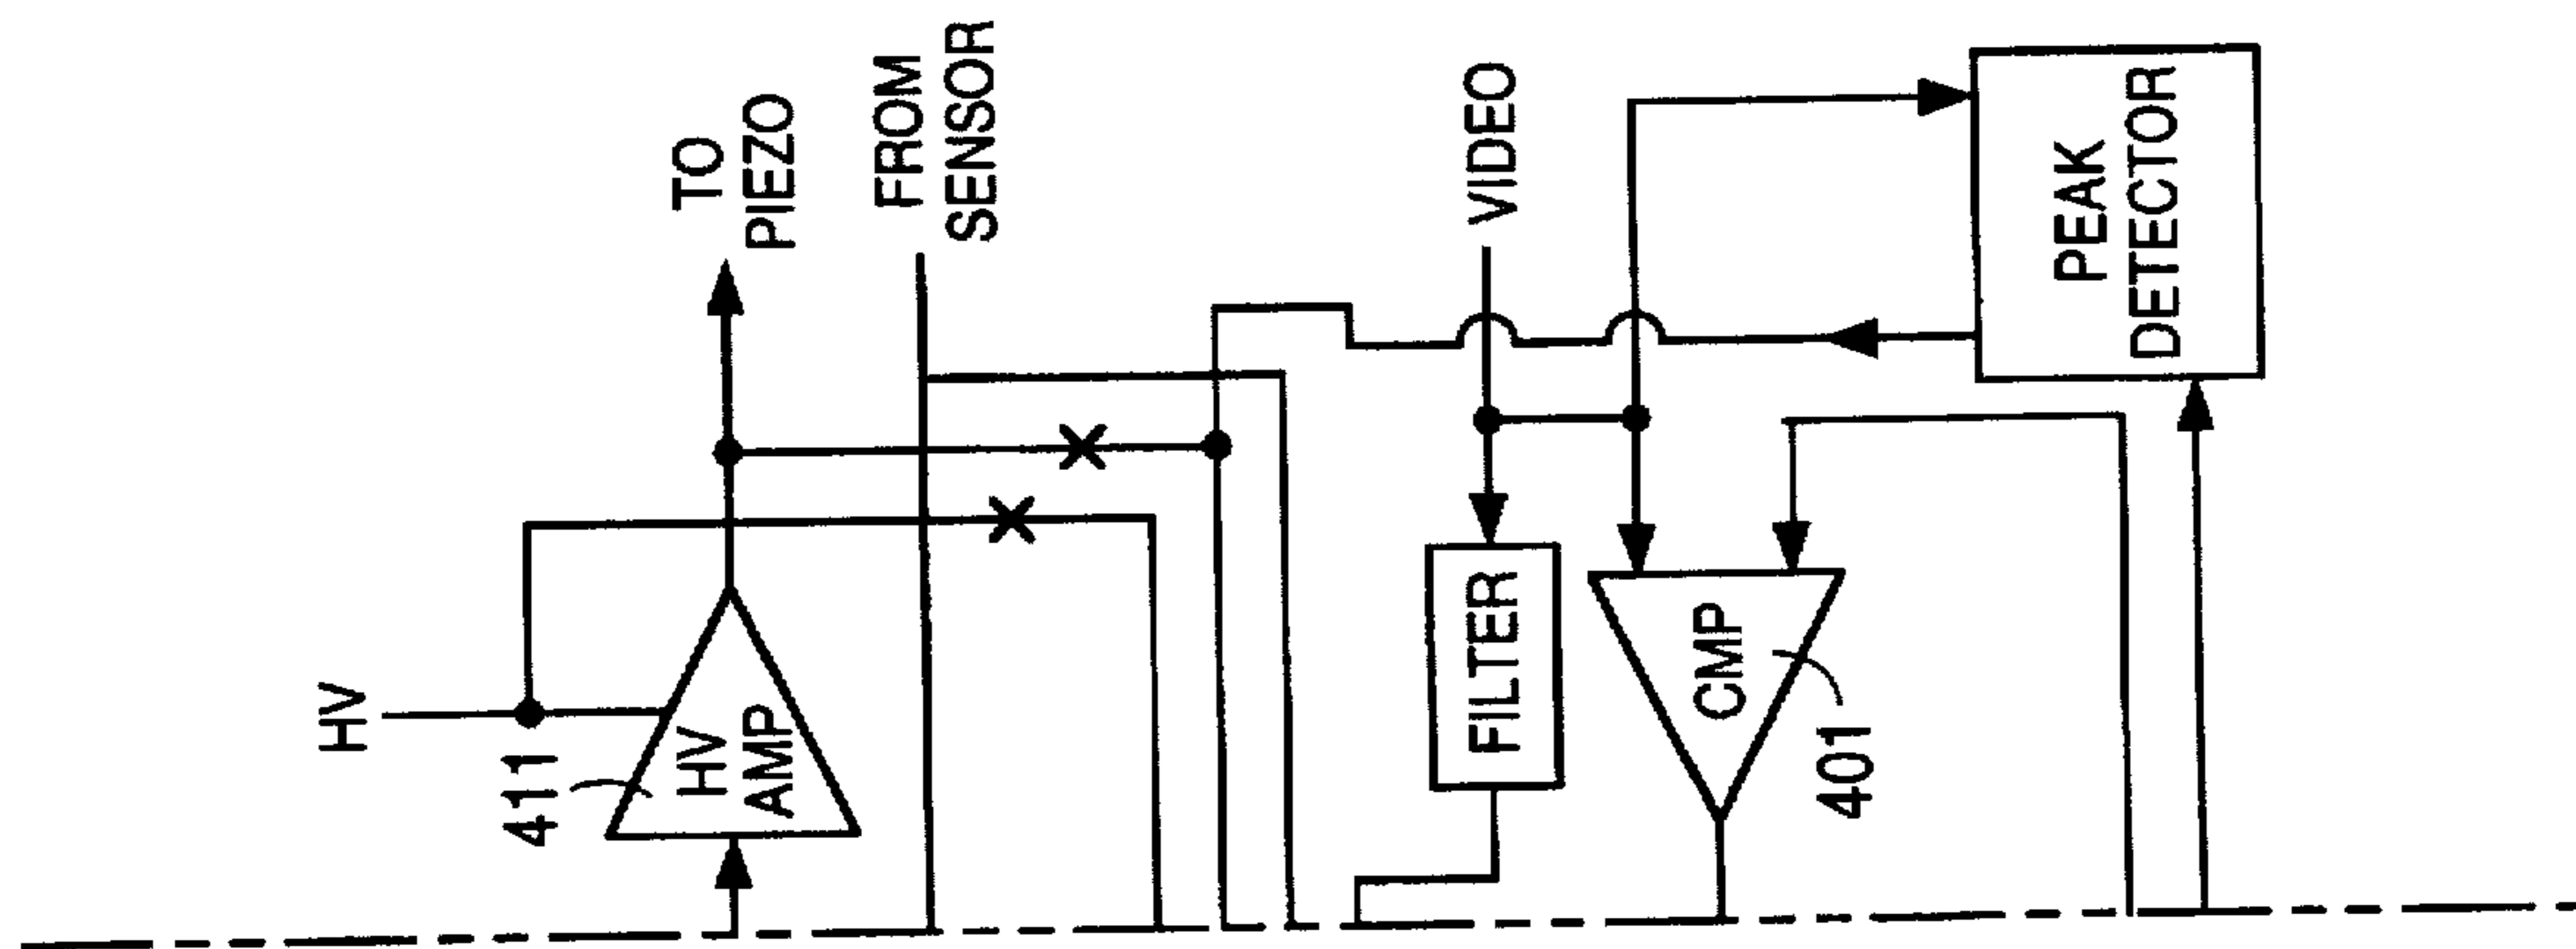 HV
411
HV
AMP
TO
PIEZO
FROM
SENSOR
VIDEO
FILTER
CMP
401
PEAK
DETECTOR